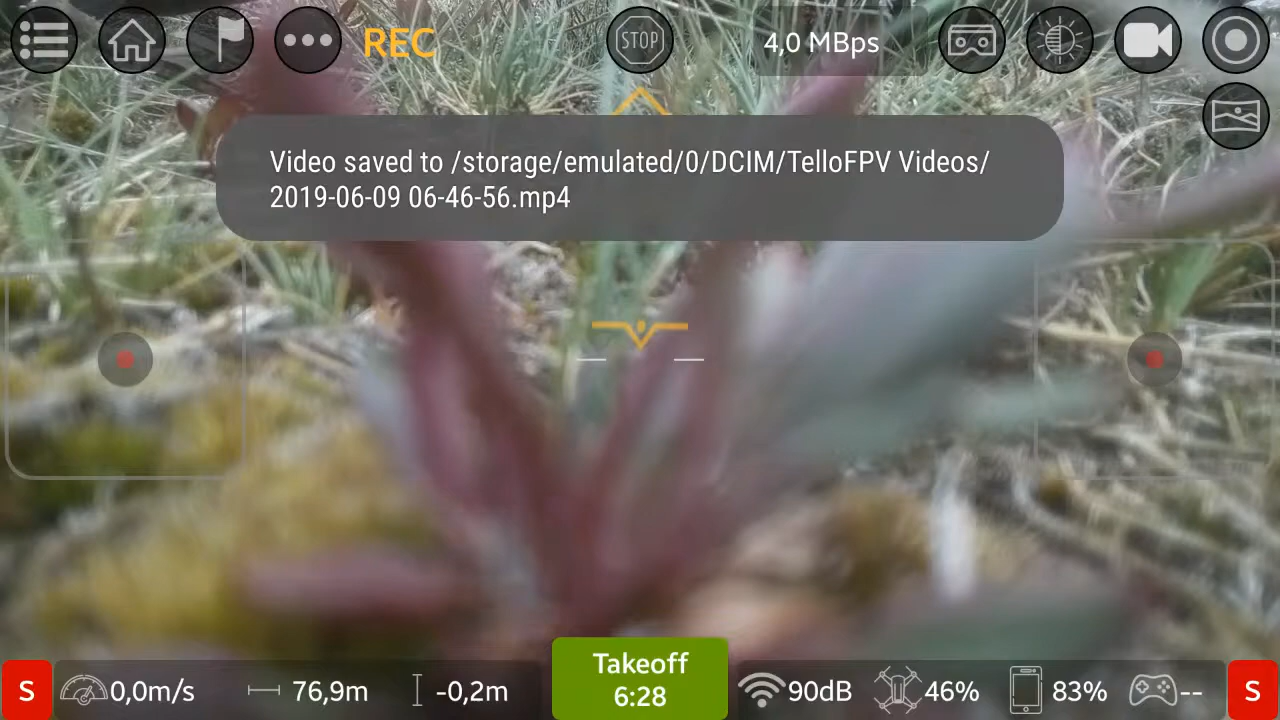 REC
STOP
4,0 MBps
Video saved to /storage/emulated/0/DCIM/TelloFPV Videos/
2019-06-09 06-46-56.mp4
Takeoff
6:28
S
0,0m/s
76,9m
-0,2m
90dB
46%
83%
--
S